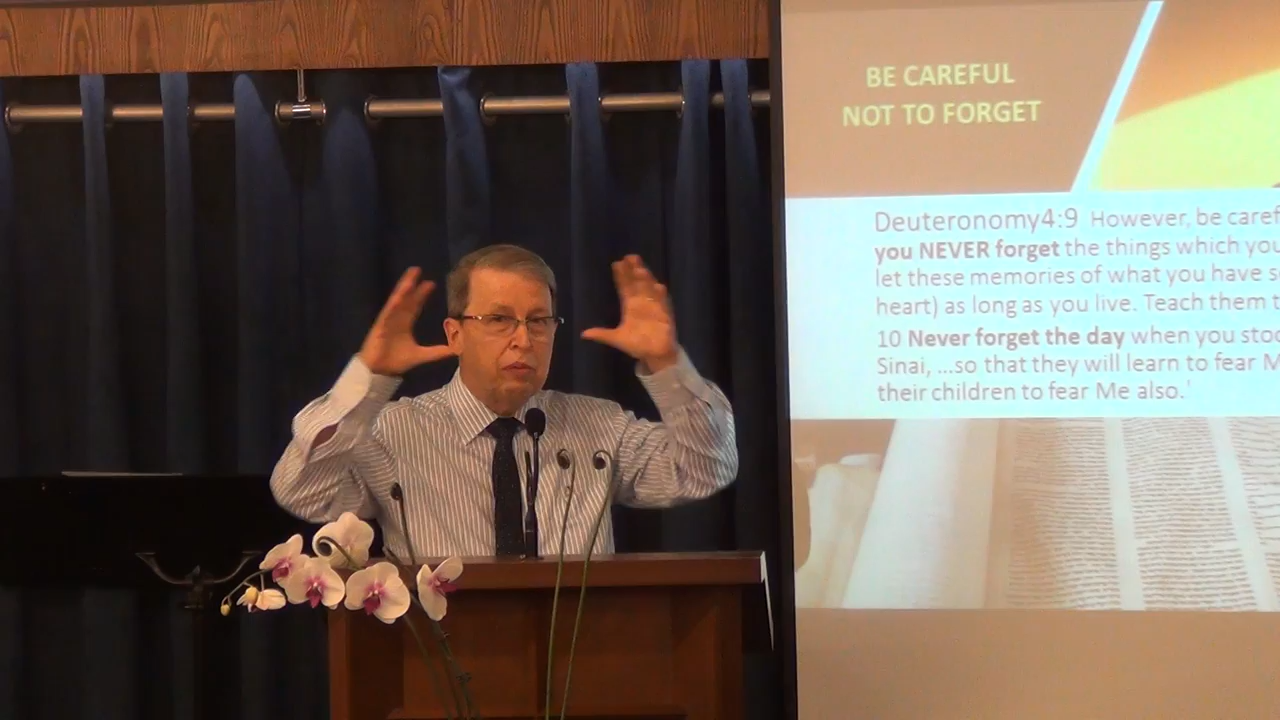 BE CAREFUL
NOT TO FORGET
Deuteronomy4:9 However, be caref
you NEVER forget the things which you
let these memories of what you have s
heart) as long as you live. Teach them t
10 Never forget the day when you stoo
Sinai, ...so that they will learn to fear M
their children to fear Me also.'